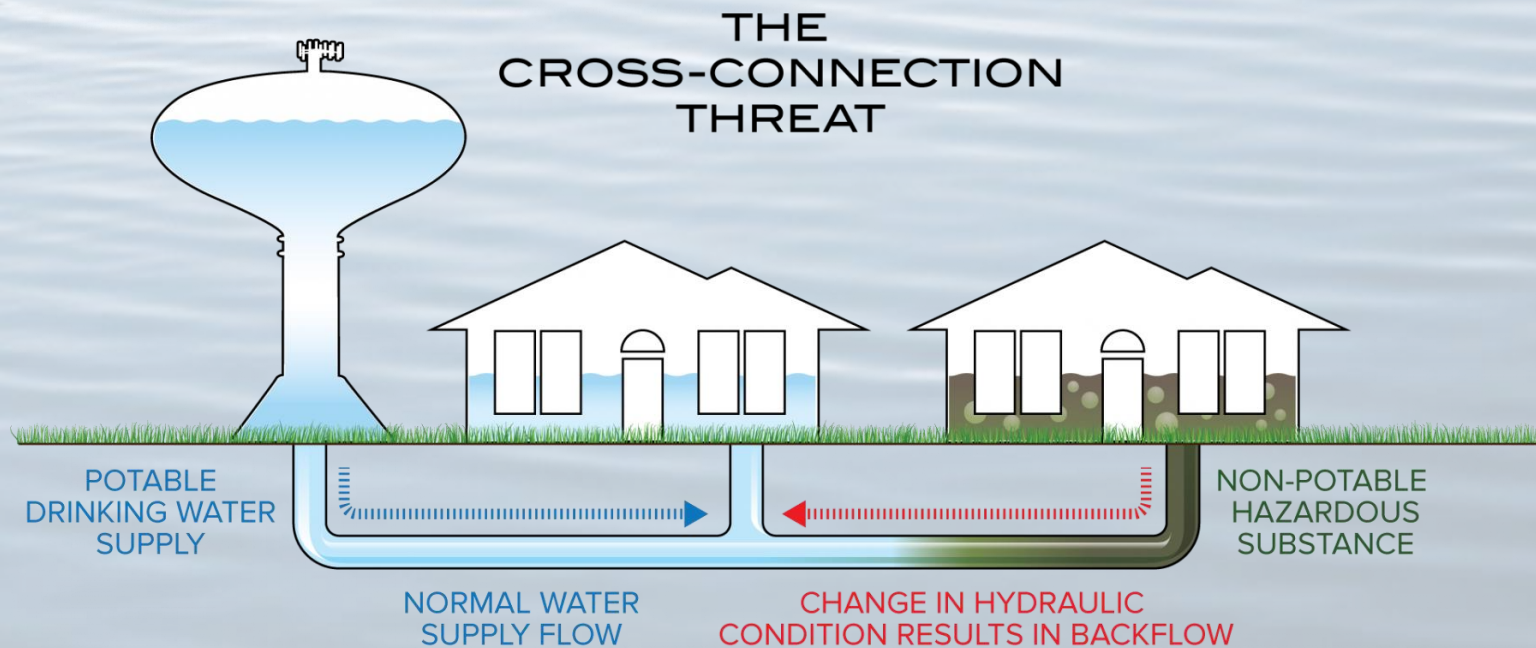 THE
CROSS-CONNECTION
THREAT
POTABLE
DRINKING WATER
SUPPLY
NON-POTABLE
HAZARDOUS
SUBSTANCE
NORMAL WATER
SUPPLY FLOW
CHANGE IN HYDRAULIC
CONDITION RESULTS IN BACKFLOW